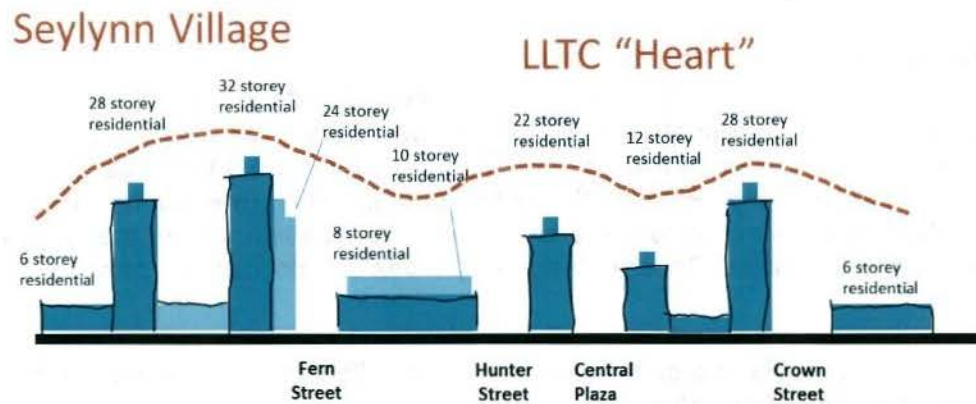 Seylynn Village
LLTC “Heart”
28 storey
residential
32 storey
residential
24 storey
residential
10 storey
residential
22 storey
residential
12 storey
residential
28 storey
residential
6 storey
residential
8 storey
residential
6 storey
residential
Fern
Street
Hunter
Street
Central
Plaza
Crown
Street